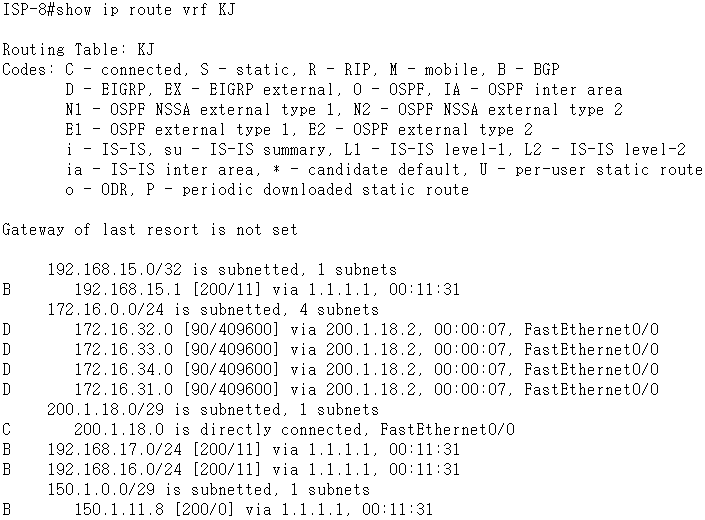 ISP-8#show ip route vrf KJ
Routing Table: KJ
Codes: C - connected, S - static, R - RIP, M - mobile, B - BGP
D - EIGRP, EX - EIGRP external, O - OSPF, IA - OSPF inter area
N1 - OSPF NSSA external type 1, N2 - OSPF NSSA external type 2
E1 - OSPF external type 1, E2 - OSPF external type 2
i - IS-IS, su - IS-IS summary, L1 - IS-IS level-1, L2 - IS-IS level-2
ia - IS-IS inter area, * - candidate default, U - per-user static route
o - ODR, P - periodic downloaded static route
Gateway of last resort is not set
192.168.15.0/32 is subnetted, 1 subnets
B 192.168.15.1 [200/11] via 1.1.1.1, 00:11:31
172.16.0.0/24 is subnetted, 4 subnets
D 172.16.32.0 [90/409600] via 200.1.18.2, 00:00:07, FastEthernet0/0
D 172.16.33.0 [90/409600] via 200.1.18.2, 00:00:07, FastEthernet0/0
D 172.16.34.0 [90/409600] via 200.1.18.2, 00:00:07, FastEthernet0/0
D 172.16.31.0 [90/409600] via 200.1.18.2, 00:00:07, FastEthernet0/0
200.1.18.0/29 is subnetted, 1 subnets
C 200.1.18.0 is directly connected, FastEthernet0/0
B 192.168.17.0/24 [200/11] via 1.1.1.1, 00:11:31
B 192.168.16.0/24 [200/11] via 1.1.1.1, 00:11:31
150.1.0.0/29 is subnetted, 1 subnets
B 150.1.11.8 [200/0] via 1.1.1.1, 00:11:31